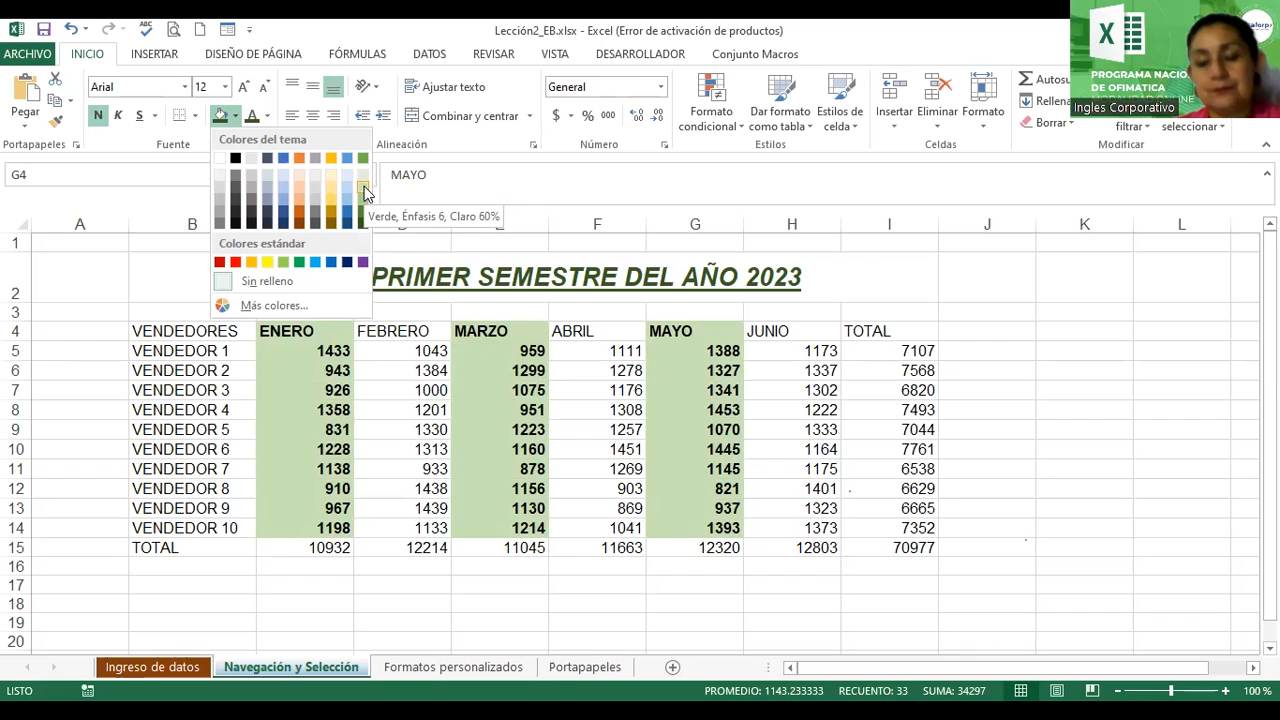 Lección2_EB.xlsx - Excel (Error de activación de productos)
ARCHIVO INICIO INSERTAR DISEÑO DE PÁGINA FÓRMULAS DATOS REVISAR VISTA DESARROLLADOR Conjunto Macros
PROGRAMA NACIO
DE OFIMATICA
Ingles Corporativo
Arial 12 Ajustar texto General Autosu
Pegar N K S Combinar y centrar $ % 000 Formato condicional Dar formato como tabla Estilos de celda Insertar Eliminar Formato Rellena
Borrar filtrar seleccionar
Portapapeles Fuente Alineación Número Estilos Celdas Modificar
Colores del tema
G4 MAYO
Verde, Énfasis 6, Claro 60%
Colores estándar
Sin relleno
Más colores...
A B E F G H I J K L
1
2 PRIMER SEMESTRE DEL AÑO 2023
3
4 VENDEDORES ENERO FEBRERO MARZO ABRIL MAYO JUNIO TOTAL
5 VENDEDOR 1 1433 1043 959 1111 1388 1173 7107
6 VENDEDOR 2 943 1384 1299 1278 1327 1337 7568
7 VENDEDOR 3 926 1000 1075 1176 1341 1302 6820
8 VENDEDOR 4 1358 1201 951 1308 1453 1222 7493
9 VENDEDOR 5 831 1330 1223 1257 1070 1333 7044
10 VENDEDOR 6 1228 1313 1160 1451 1445 1164 7761
11 VENDEDOR 7 1138 933 878 1269 1145 1175 6538
12 VENDEDOR 8 910 1438 1156 903 821 1401 6629
13 VENDEDOR 9 967 1439 1130 869 937 1323 6665
14 VENDEDOR 10 1198 1133 1214 1041 1393 1373 7352
15 TOTAL 10932 12214 11045 11663 12320 12803 70977
16
17
18
19
20
Ingreso de datos Navegación y Selección Formatos personalizados Portapapeles
LISTO PROMEDIO: 1143.233333 RECUENTO: 33 SUMA: 34297 100 %